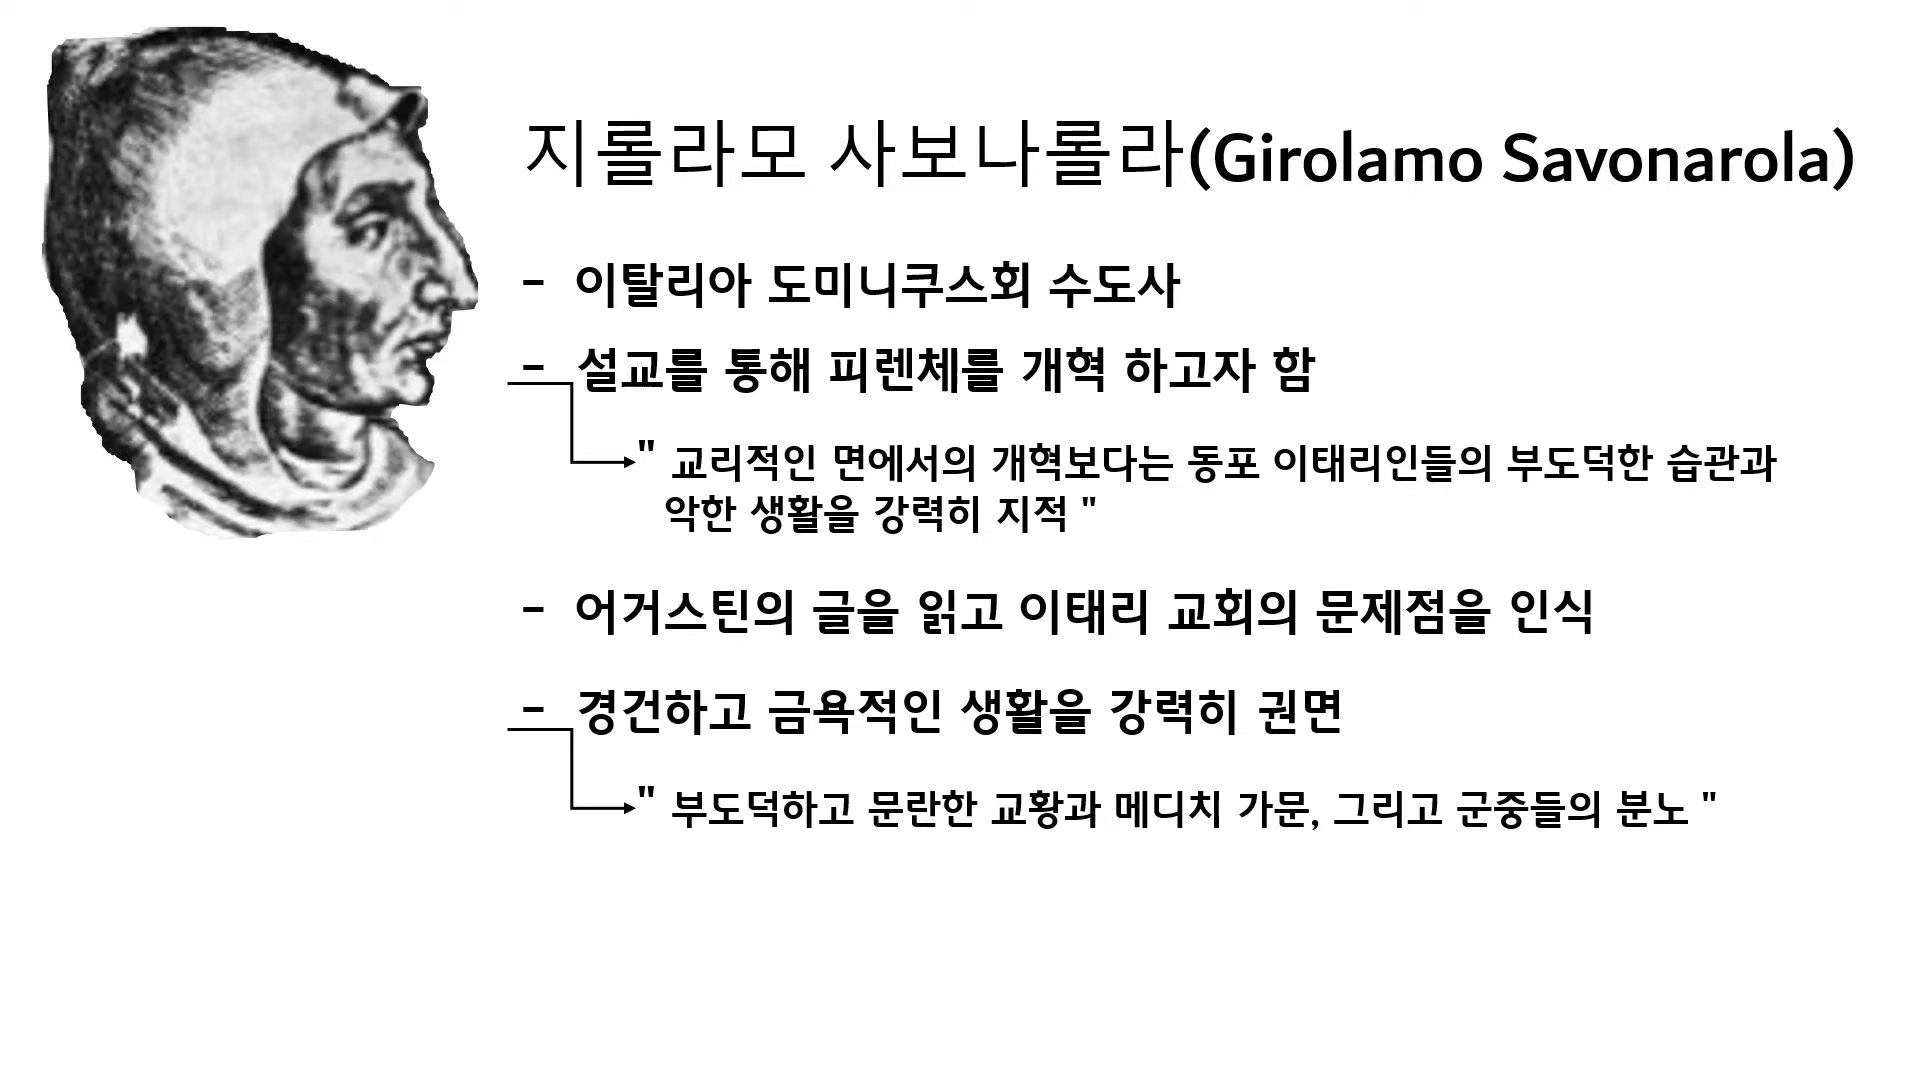 지롤라모 사보나롤라(Girolamo Savonarola)
- 이탈리아 도미니쿠스회 수도사
- 설교를 통해 피렌체를 개혁 하고자 함
" 교리적인 면에서의 개혁보다는 동포 이태리인들의 부도덕한 습관과
악한 생활을 강력히 지적 "
- 어거스틴의 글을 읽고 이태리 교회의 문제점을 인식
- 경건하고 금욕적인 생활을 강력히 권면
" 부도덕하고 문란한 교황과 메디치 가문, 그리고 군중들의 분노 "